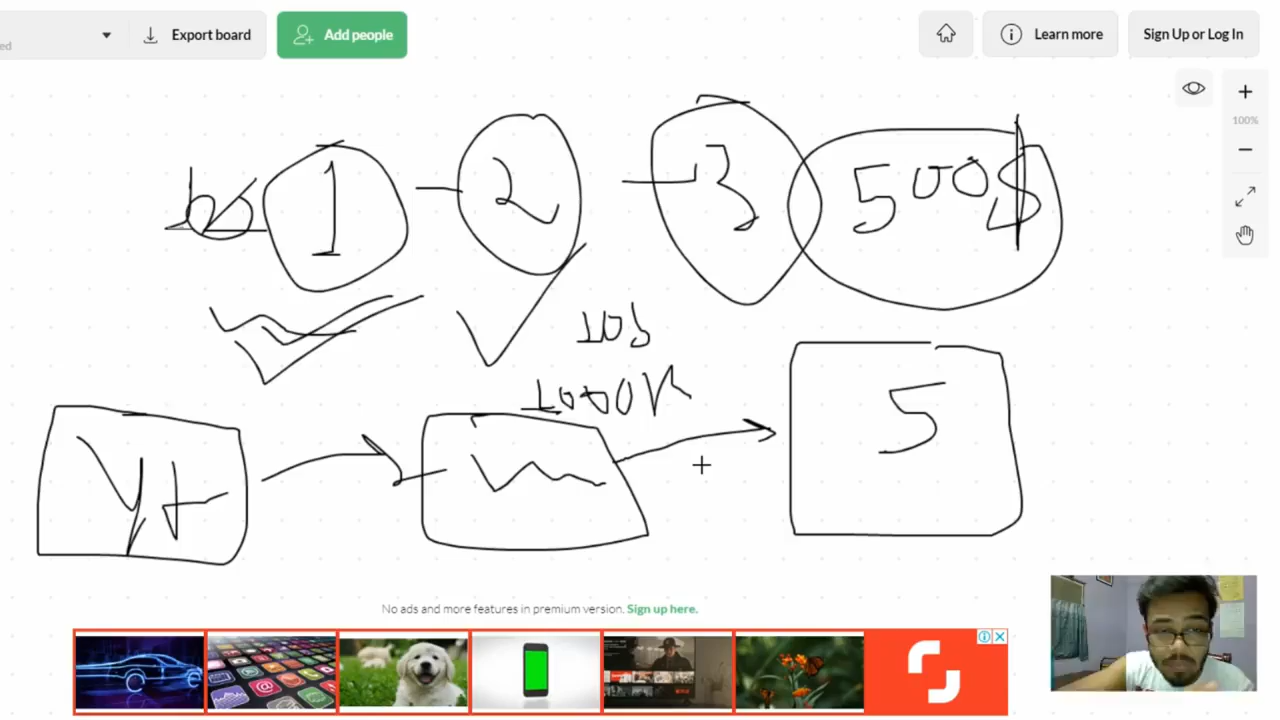 Export board
Add people
Learn more
Sign Up or Log In
100%
1 - 2 - 3 500$
10$
1000K
Yt
5
No ads and more features in premium version. Sign up here.